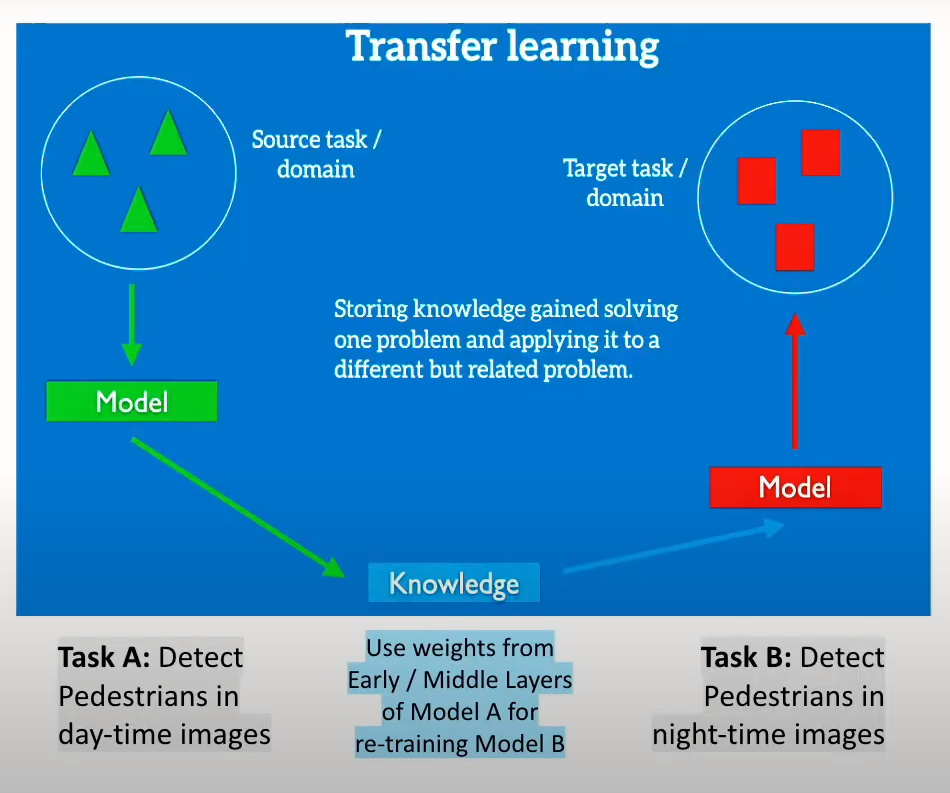 Transfer learning
Source task /
domain
Target task /
domain
Storing knowledge gained solving
one problem and applying it to a
different but related problem.
Model
Model
Knowledge
Task A: Detect
Pedestrians in
day-time images
Use weights from
Early / Middle Layers
of Model A for
re-training Model B
Task B: Detect
Pedestrians in
night-time images